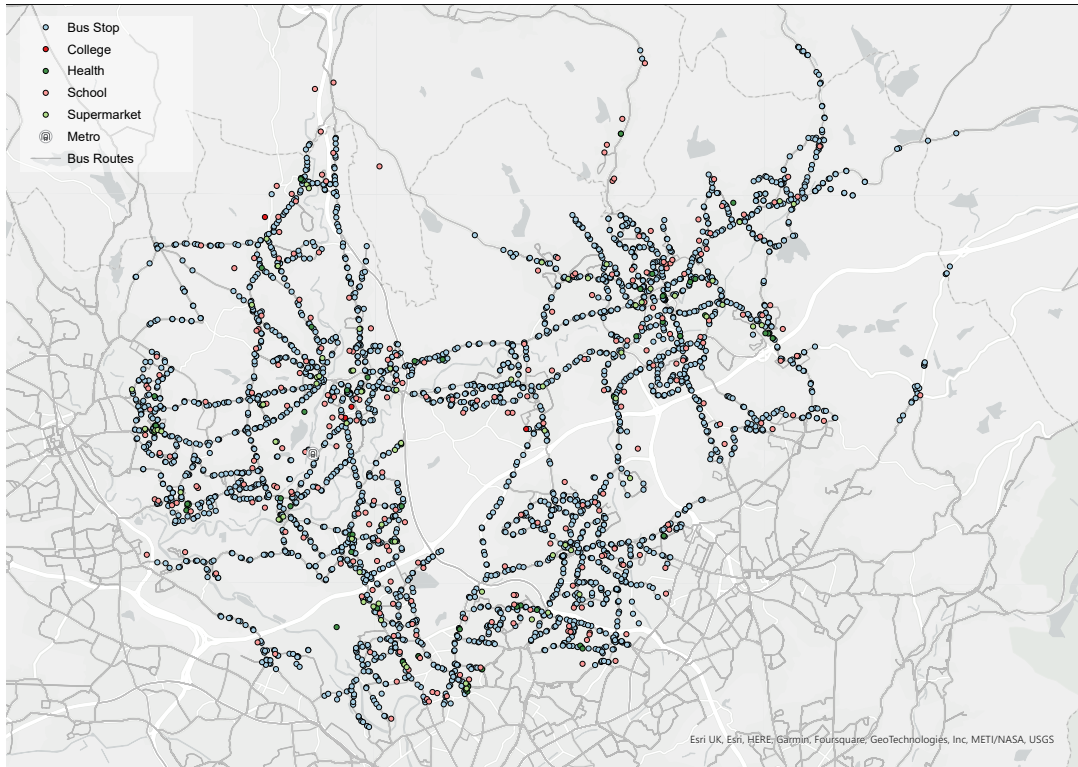 Bus Stop
College
Health
School
Supermarket
Metro
Bus Routes
Esri UK, Esri, HERE, Garmin, Foursquare, GeoTechnologies, Inc, METI/NASA, USGS